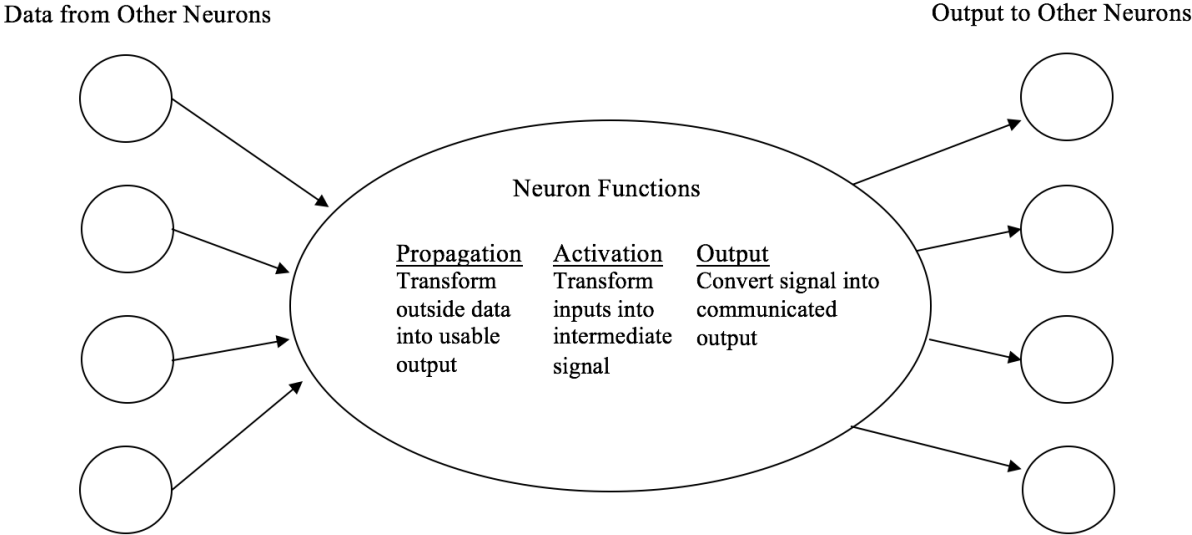 Data from Other Neurons
Output to Other Neurons
Neuron Functions
Propagation
Transform
outside data
into usable
output
Activation
Transform
inputs into
intermediate
signal
Output
Convert signal into
communicated
output